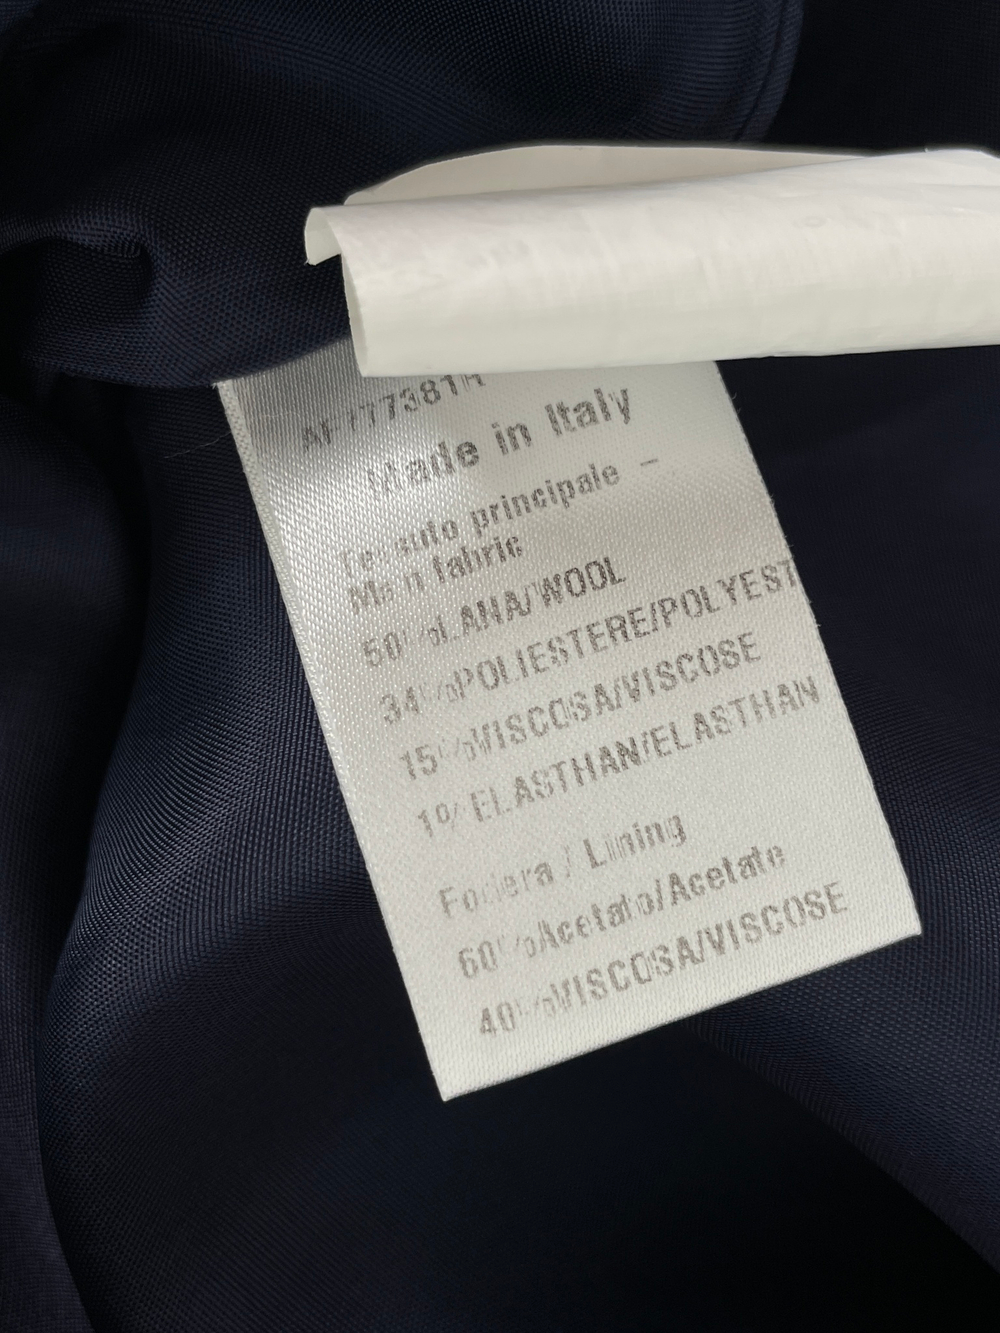 Made in Italy
Tessuto principale -
Main fabric
50%LANA/WOOL
34%POLIESTERE/POLYEST
15%VISCOSA/VISCOSE
1%ELASTHAN/ELASTHAN
Fodera / Lining
60%Acetato/Acetate
40%VISCOSA/VISCOSE